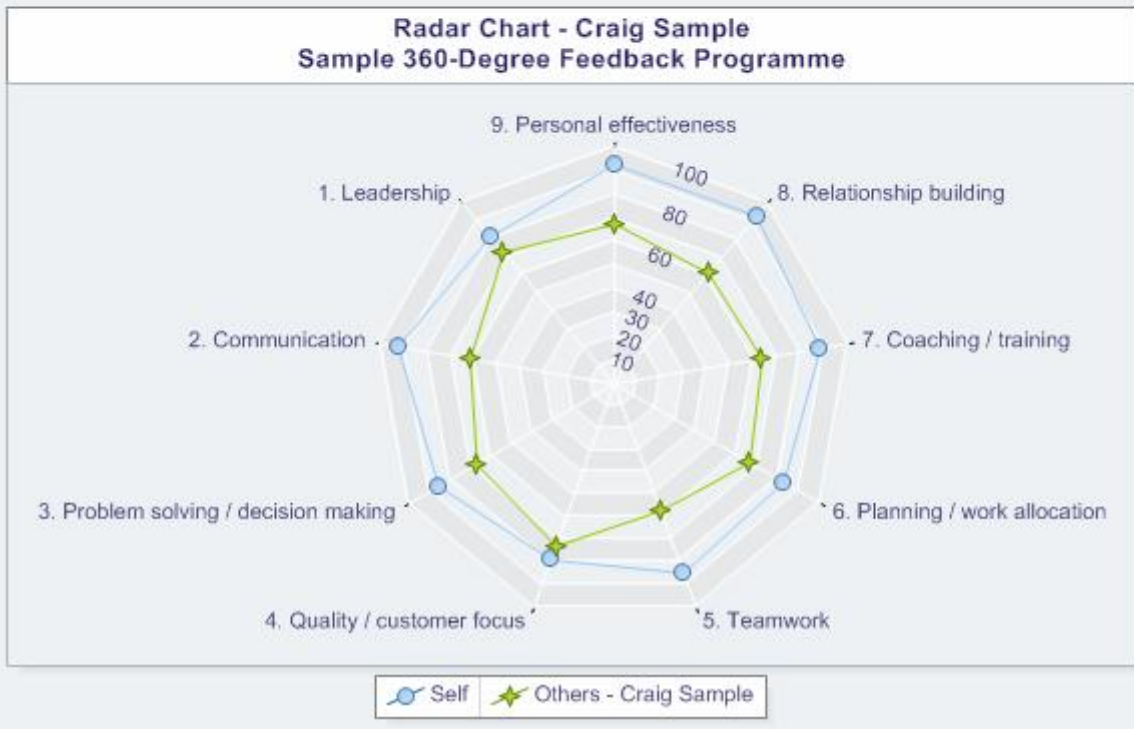 Radar Chart - Craig Sample
Sample 360-Degree Feedback Programme
9. Personal effectiveness
1. Leadership
100
8. Relationship building
80
60
2. Communication
40
30
20
10
7. Coaching / training
3. Problem solving / decision making
6. Planning / work allocation
4. Quality / customer focus
5. Teamwork
Self
Others - Craig Sample